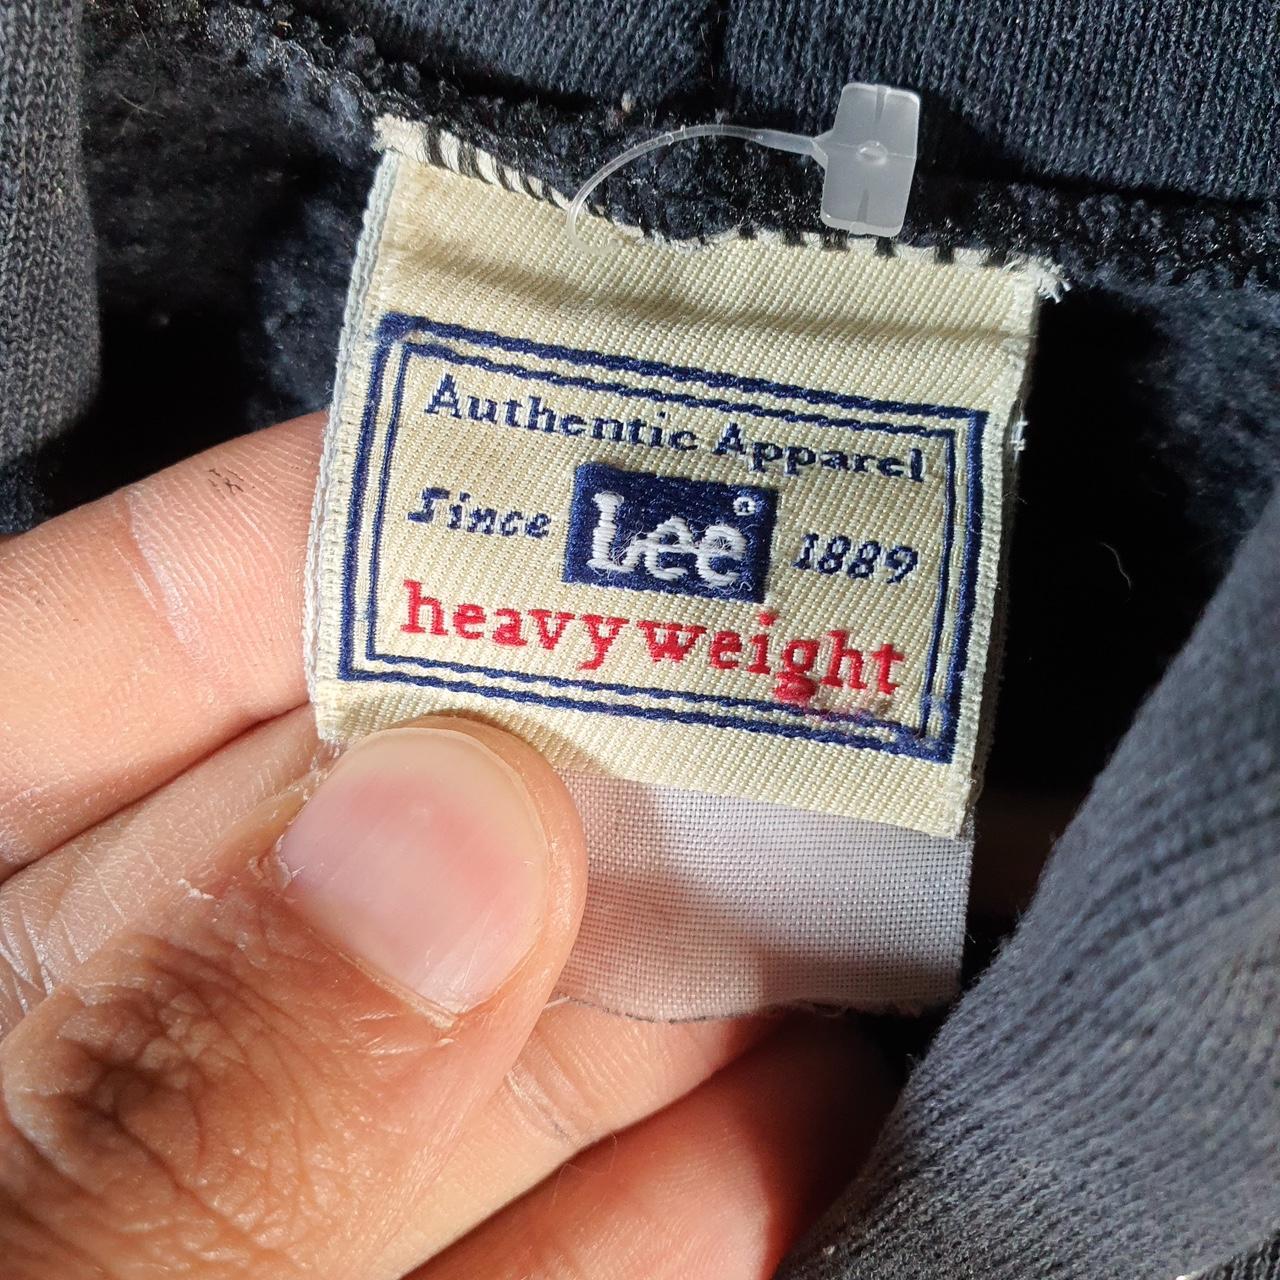 Authentic Apparel
Since Lee® 1889
heavyweight